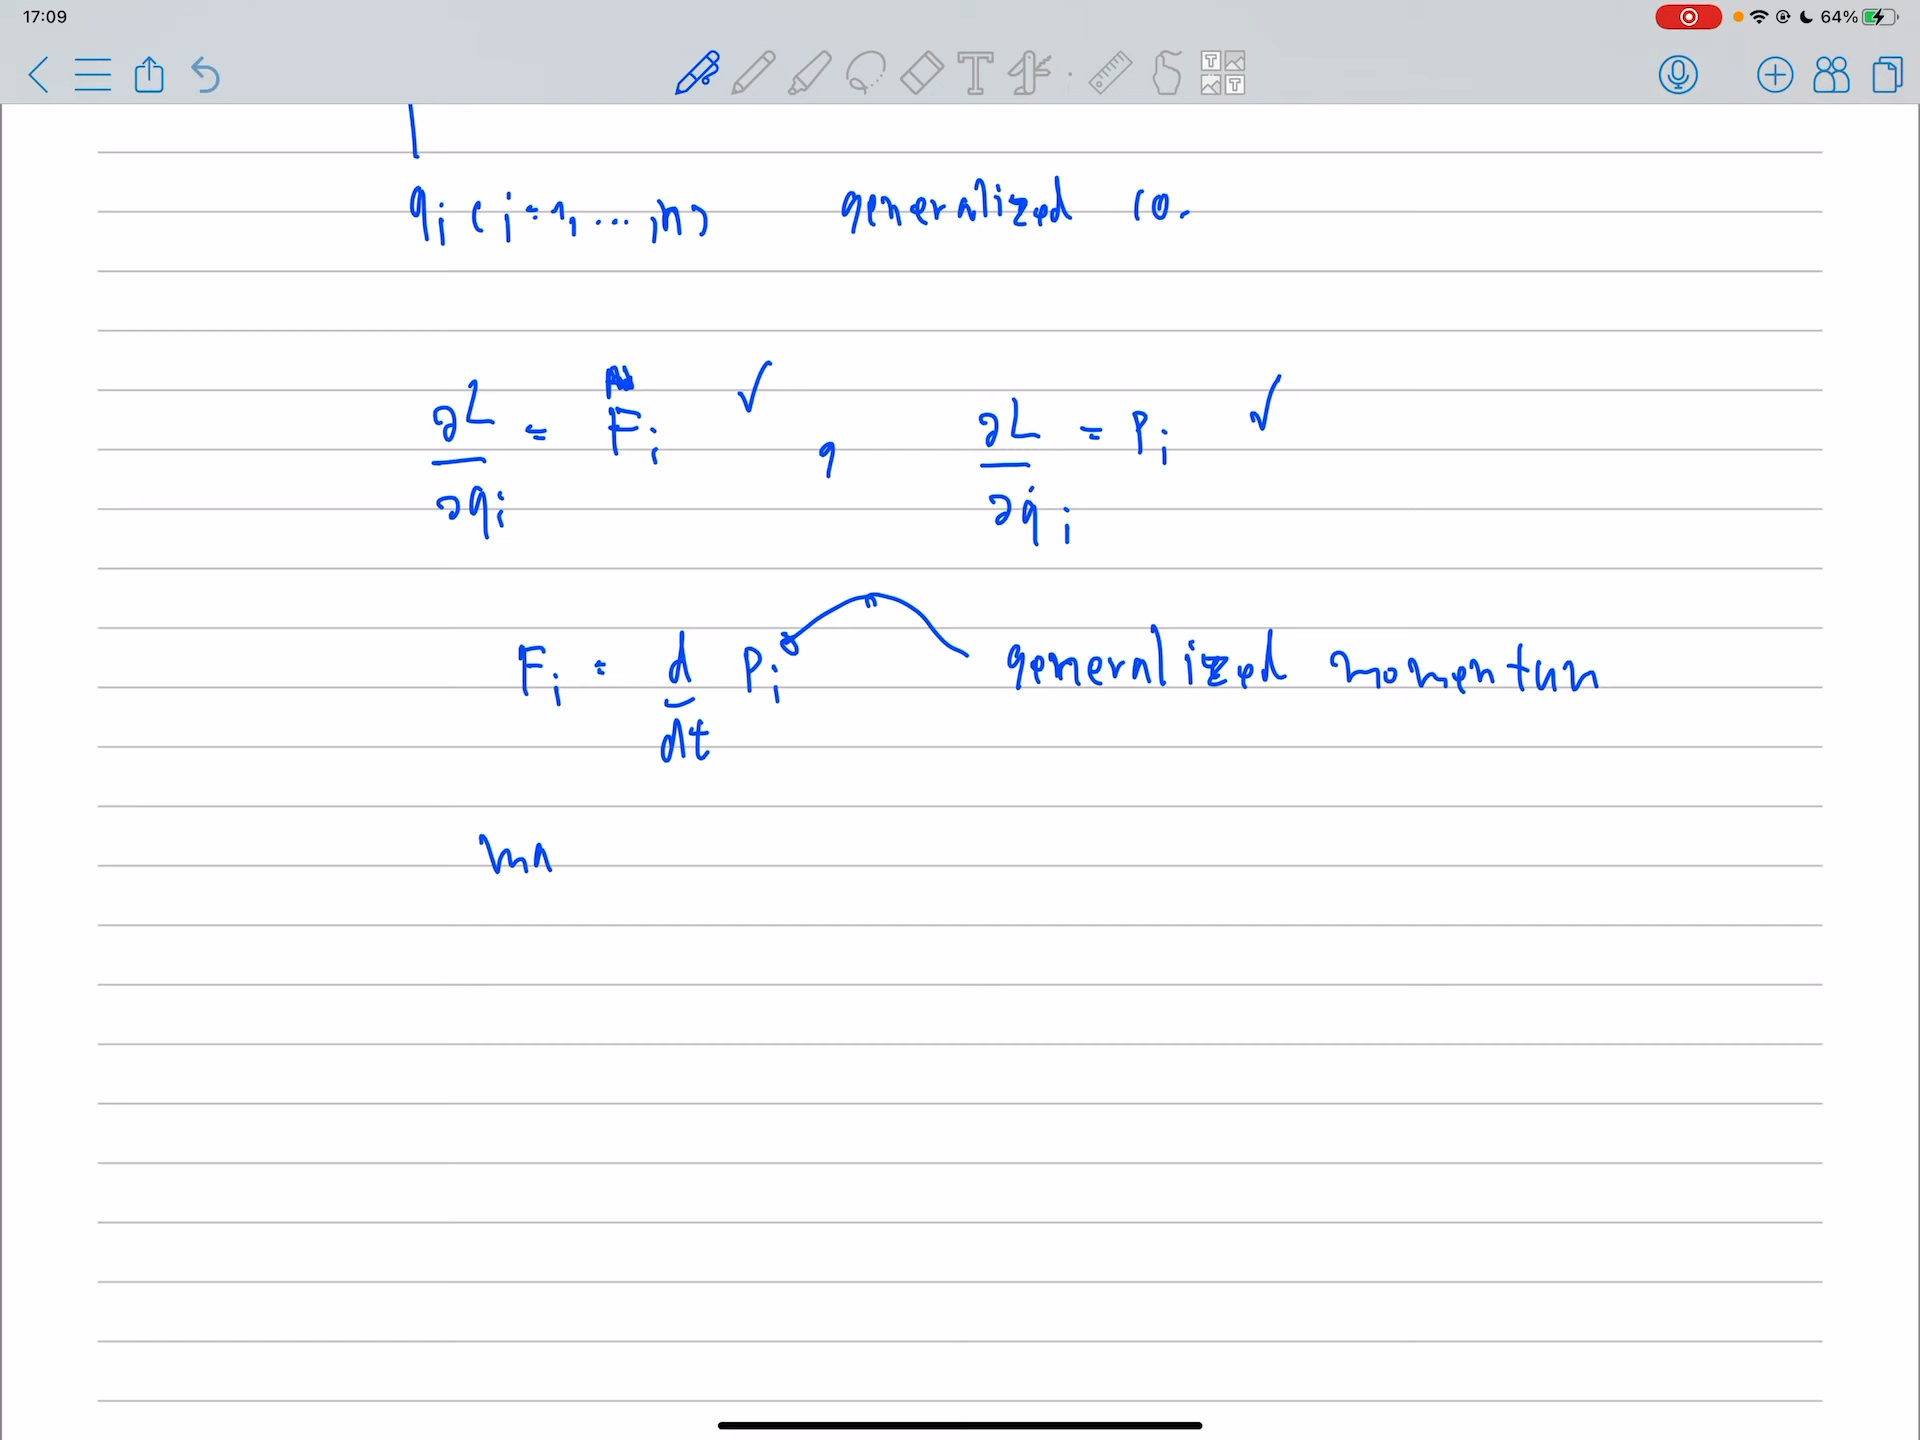 17:09 64%
qi (i=1, ..., n) generalized co.
∂L/∂qi = Fi ✓ , ∂L/∂q̇i = Pi ✓
Fi = d/dt Pi generalized momentum
ma